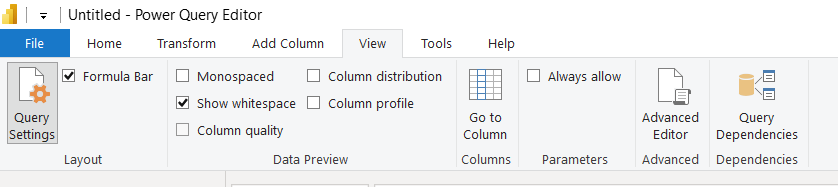 Untitled - Power Query Editor
File Home Transform Add Column View Tools Help
Formula Bar
Monospaced
Column distribution
Always allow
Show whitespace
Column profile
Column quality
Query
Settings
Go to
Column
Advanced
Editor
Query
Dependencies
Layout Data Preview Columns Parameters Advanced Dependencies